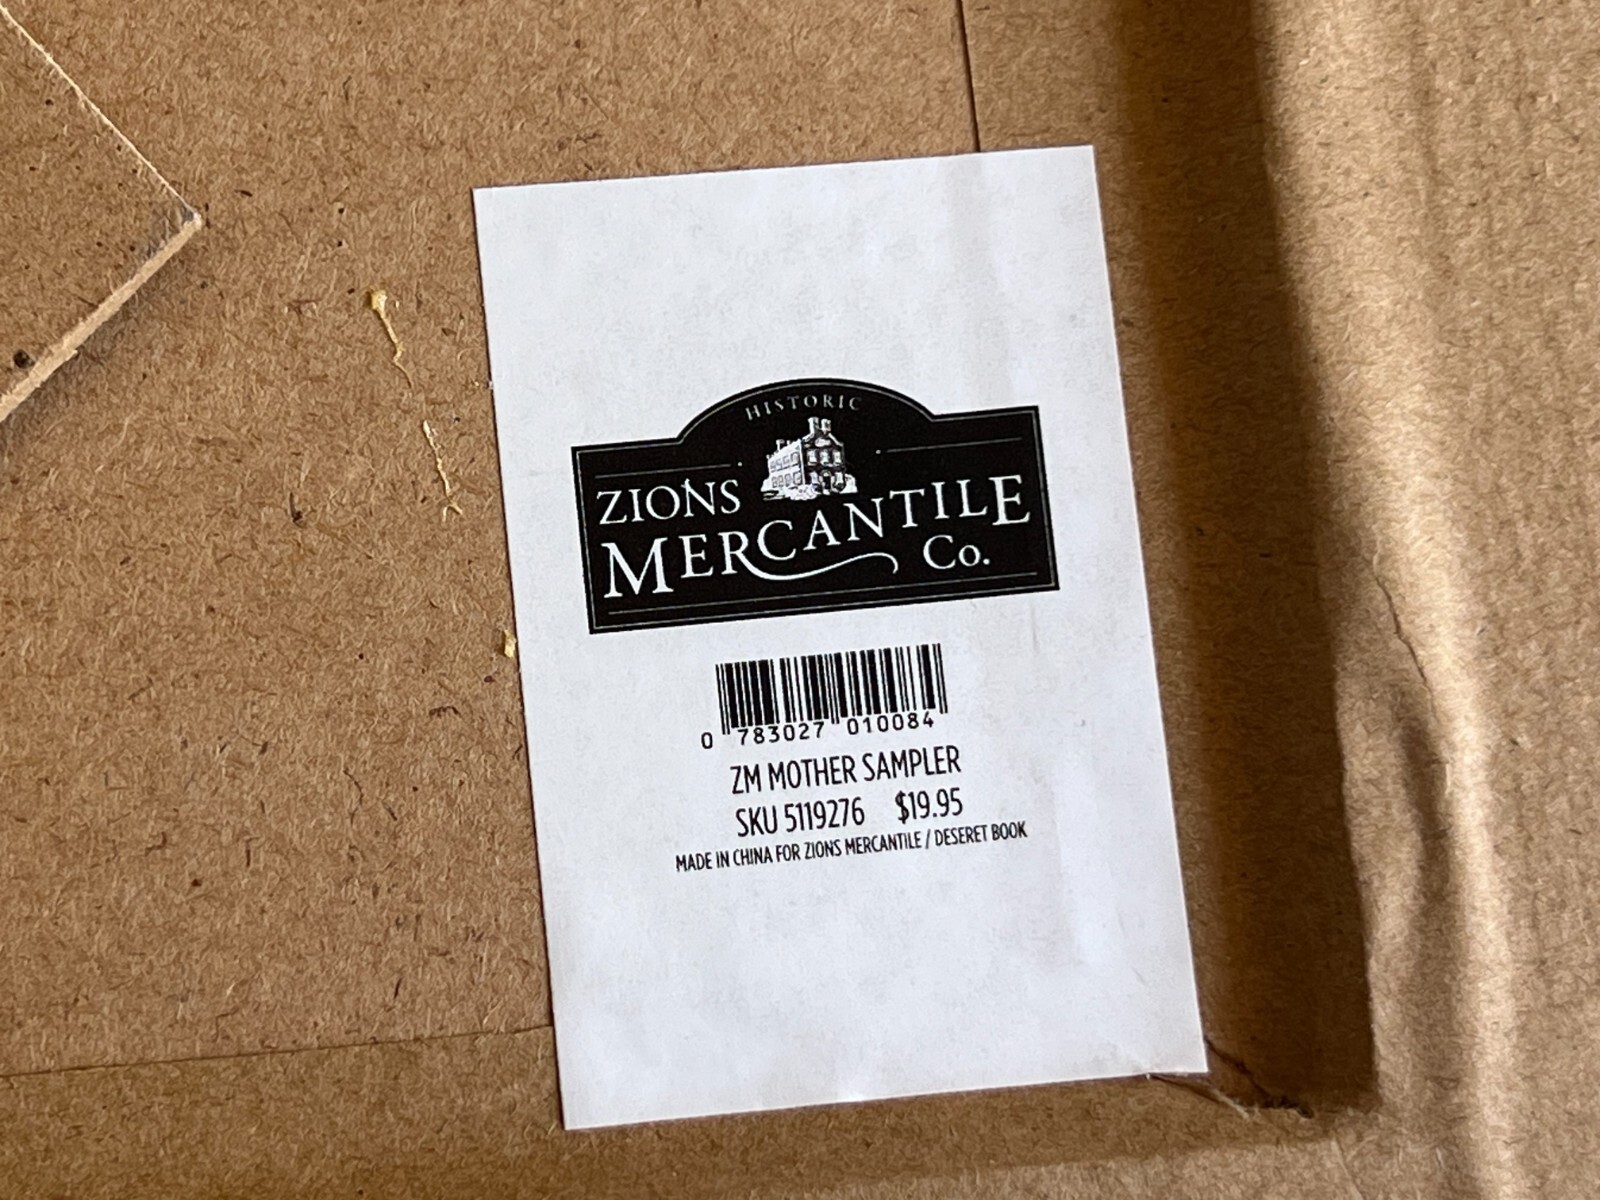 HISTORIC
ZIONS
MERCANTILE
Co.
0 783027 010084
ZM MOTHER SAMPLER
SKU 5119276 $19.95
MADE IN CHINA FOR ZIONS MERCANTILE / DESERET BOOK